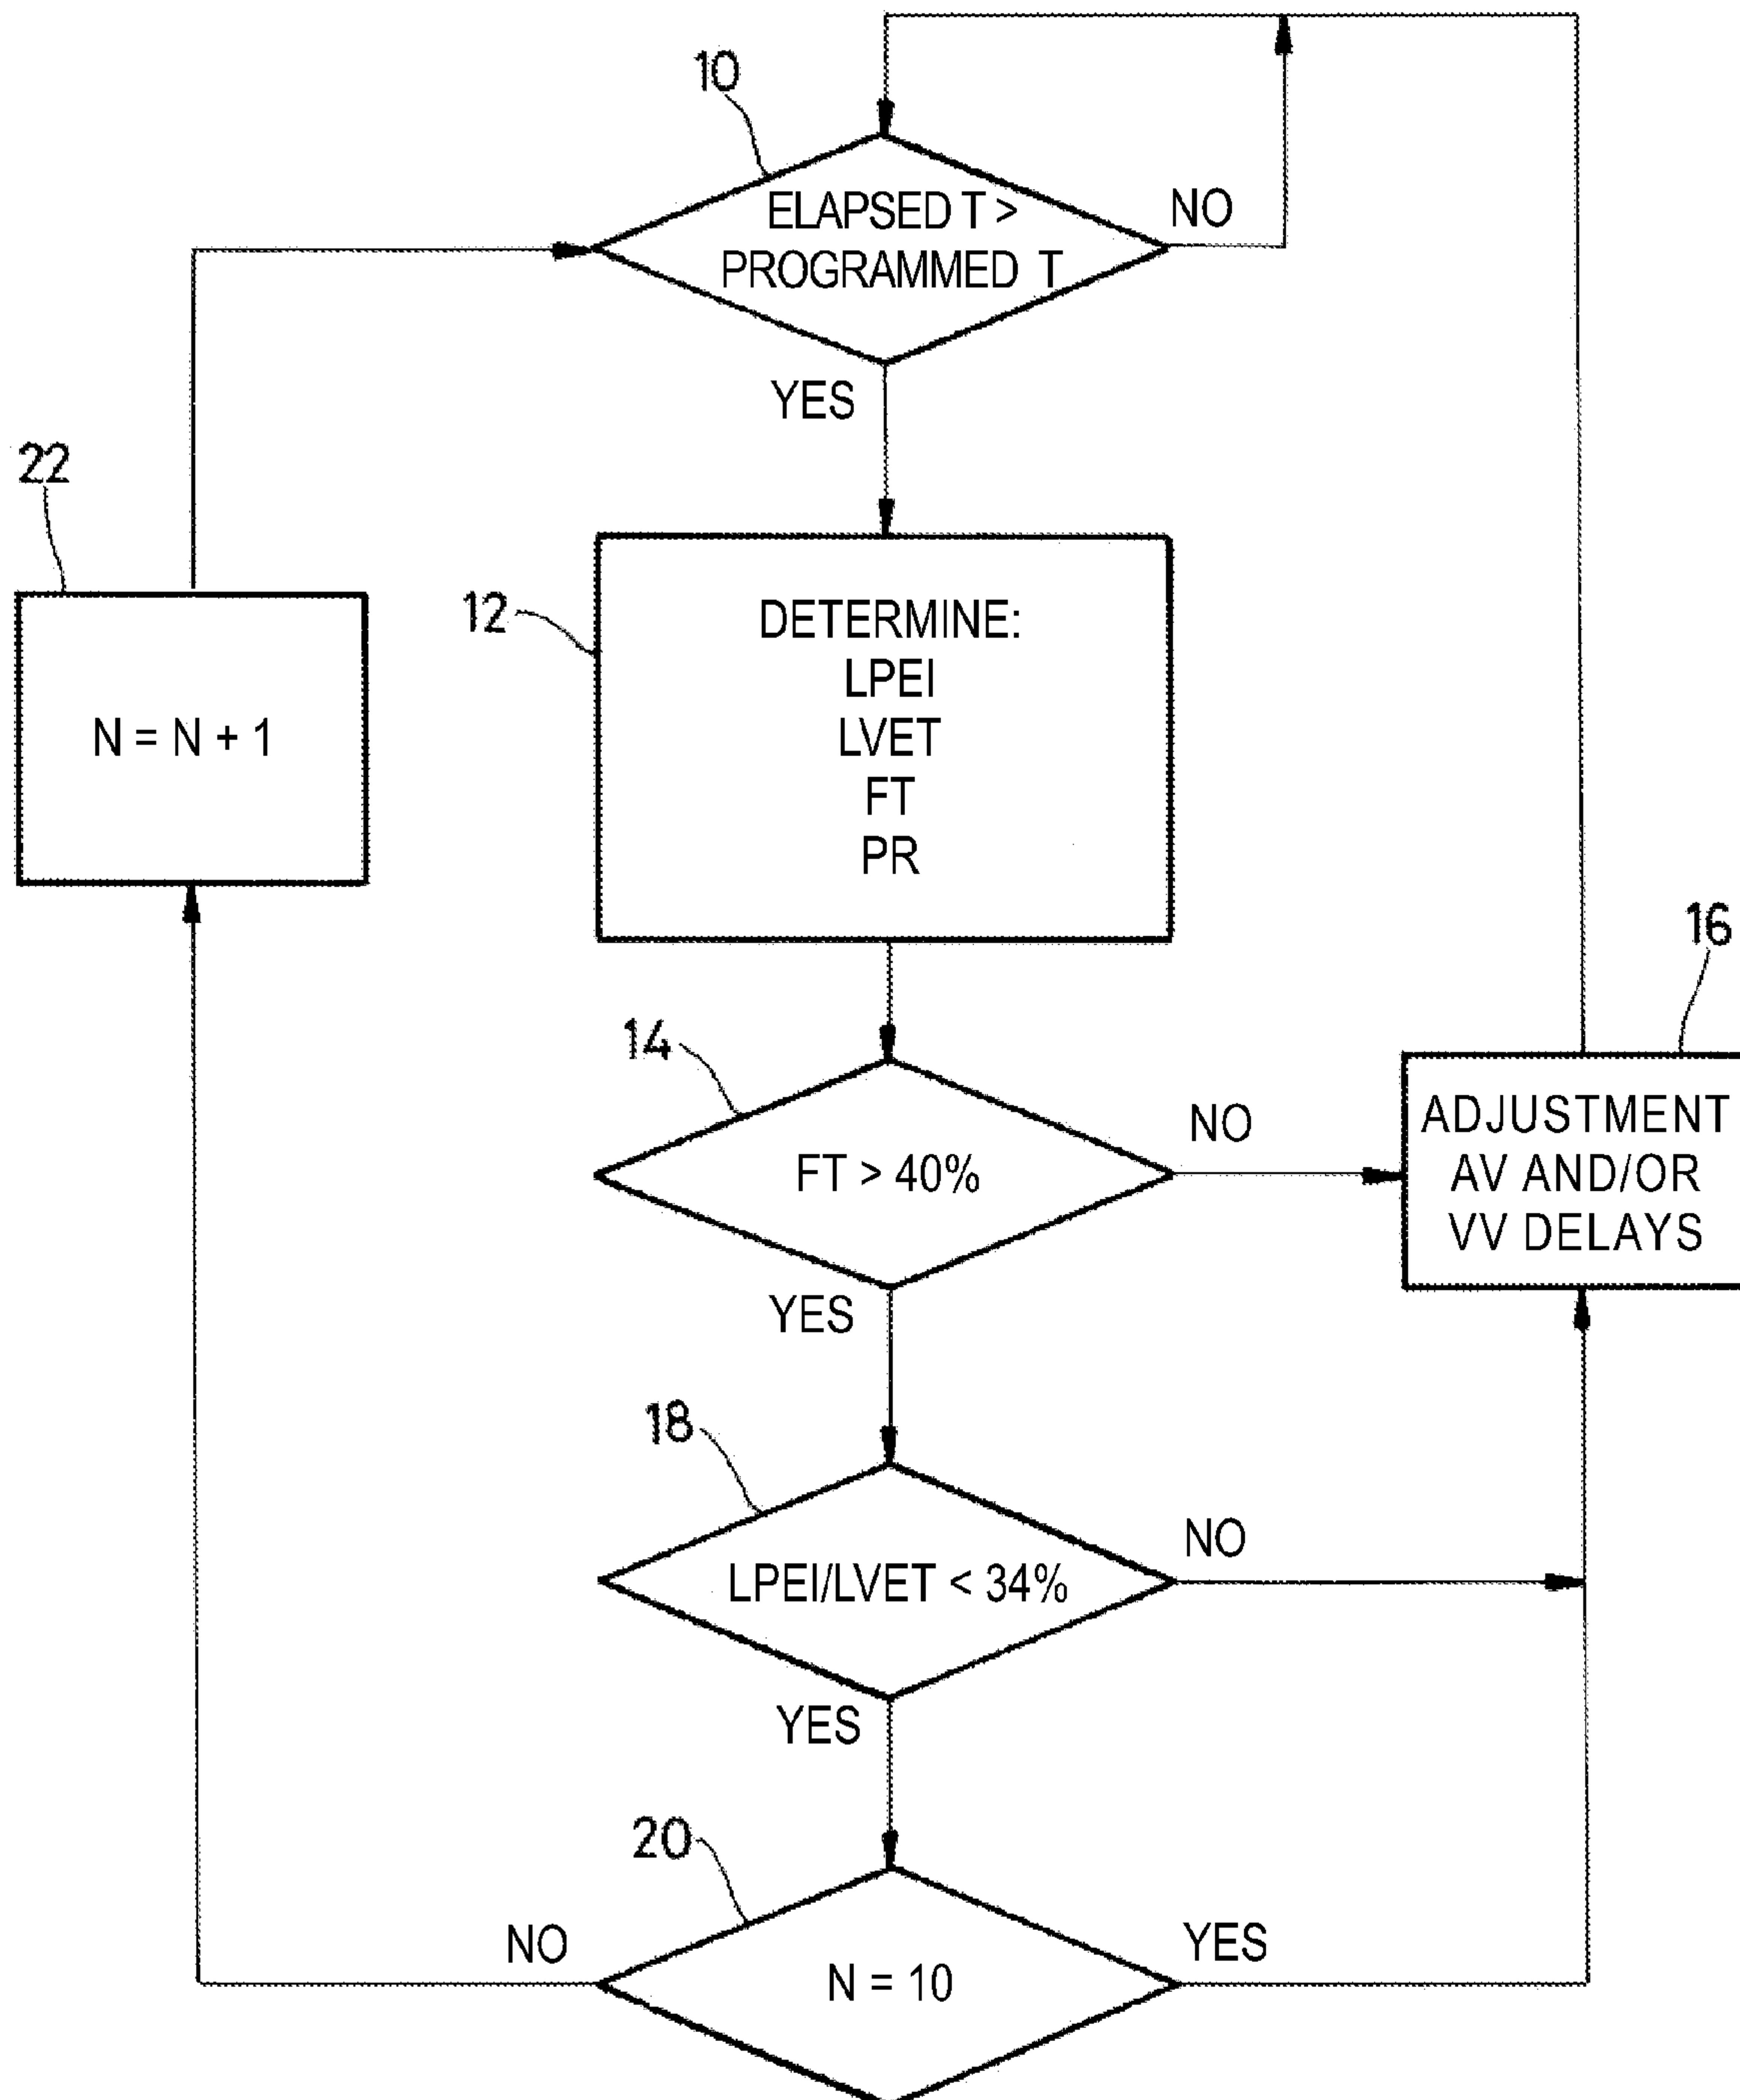 10
ELAPSED T >
PROGRAMMED T
NO
YES
22
N = N + 1
12
DETERMINE:
LPEI
LVET
FT
PR
16
ADJUSTMENT
AV AND/OR
VV DELAYS
14
FT > 40%
NO
YES
18
LPEI/LVET < 34%
NO
YES
20
N = 10
NO
YES